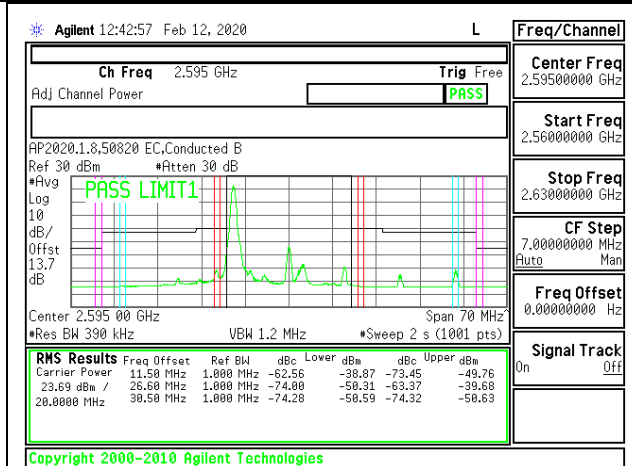 Agilent 12:42:57 Feb 12, 2020 L
Freq/Channel
Ch Freq 2.595 GHz Trig Free
Adj Channel Power PASS
AP2020.1.8,50820 EC,Conducted B
Ref 30 dBm #Atten 30 dB
#Avg
Log
10
dB/
Offst
13.7
dB
PASS LIMIT1
Center 2.595 00 GHz Span 70 MHz^
#Res BW 390 kHz VBW 1.2 MHz #Sweep 2 s (1001 pts)
RMS Results Freq Offset Ref BW dBc Lower dBm dBc Upper dBm
Carrier Power 11.50 MHz 1.000 MHz -62.56 -38.87 -73.45 -49.76
23.69 dBm / 26.60 MHz 1.000 MHz -74.00 -50.31 -63.37 -39.68
20.0000 MHz 30.50 MHz 1.000 MHz -74.28 -50.59 -74.32 -50.63
Center Freq
2.59500000 GHz
Start Freq
2.56000000 GHz
Stop Freq
2.63000000 GHz
CF Step
7.00000000 MHz
Auto Man
Freq Offset
0.00000000 Hz
Signal Track
On Off
Copyright 2000-2010 Agilent Technologies